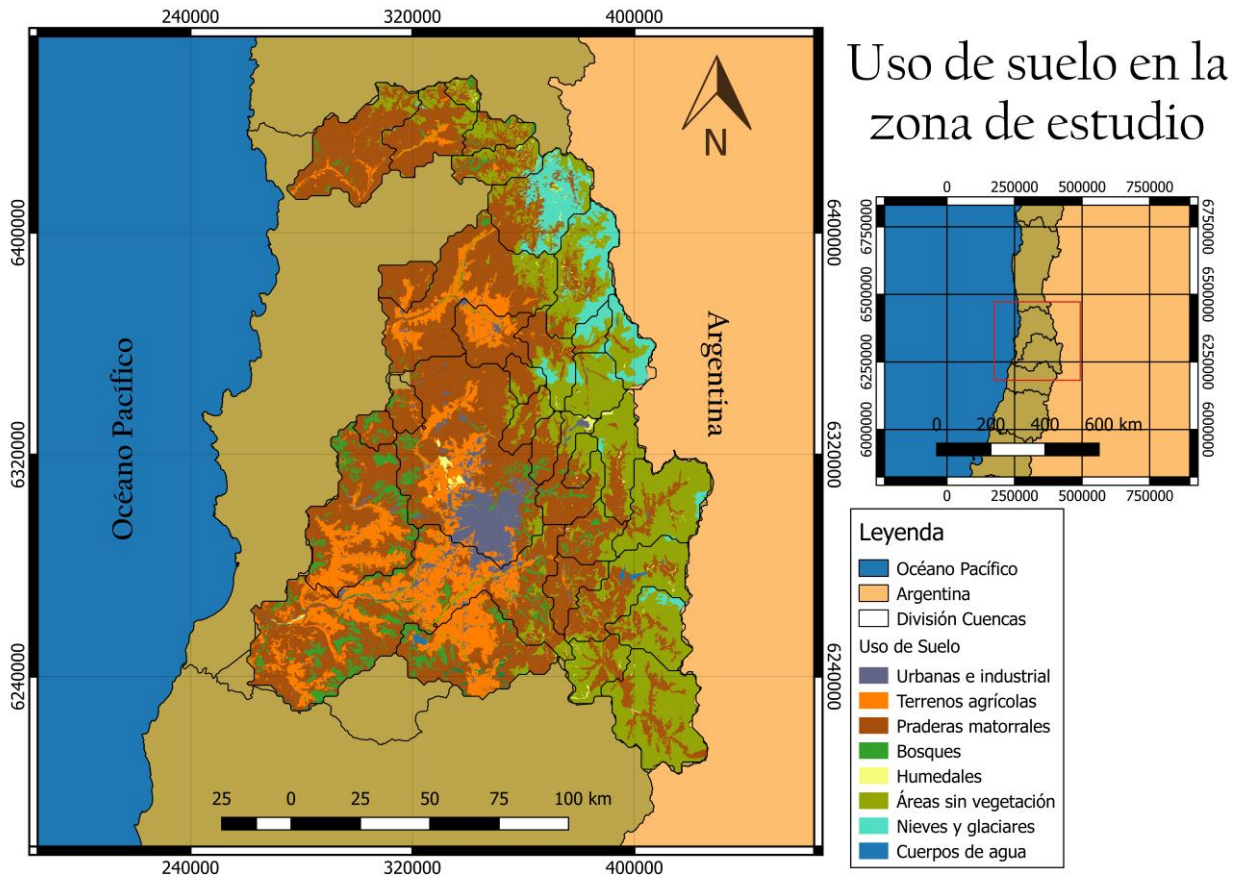 Uso de suelo en la
zona de estudio
240000 320000 400000
6400000
6320000
6240000
Océano Pacífico
Argentina
N
6400000
6320000
6240000
25 0 25 50 75 100 km
240000 320000 400000
0 250000 500000 750000
6750000
6500000
6250000
6000000
6750000
6500000
6250000
6000000
0 200 400 600 km
0 250000 500000 750000
Leyenda
Océano Pacífico
Argentina
División Cuencas
Uso de Suelo
Urbanas e industrial
Terrenos agrícolas
Praderas matorrales
Bosques
Humedales
Áreas sin vegetación
Nieves y glaciares
Cuerpos de agua